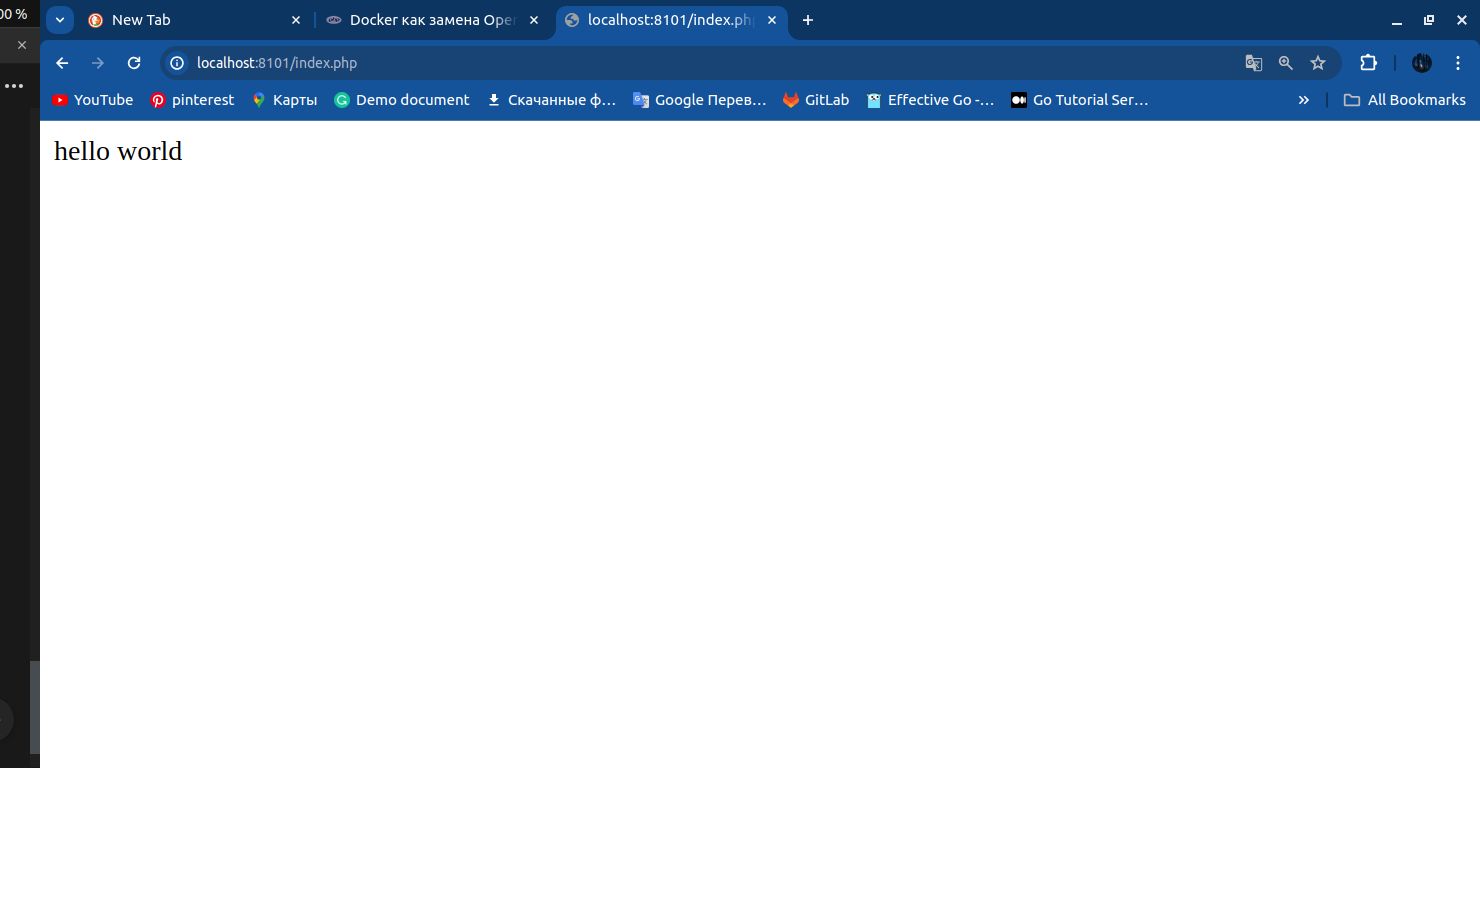 00 %
New Tab
Docker как замена Ope
localhost:8101/index.ph
localhost:8101/index.php
YouTube
pinterest
Карты
Demo document
Скачанные ф...
Google Перев...
GitLab
Effective Go -...
Go Tutorial Ser...
All Bookmarks
hello world